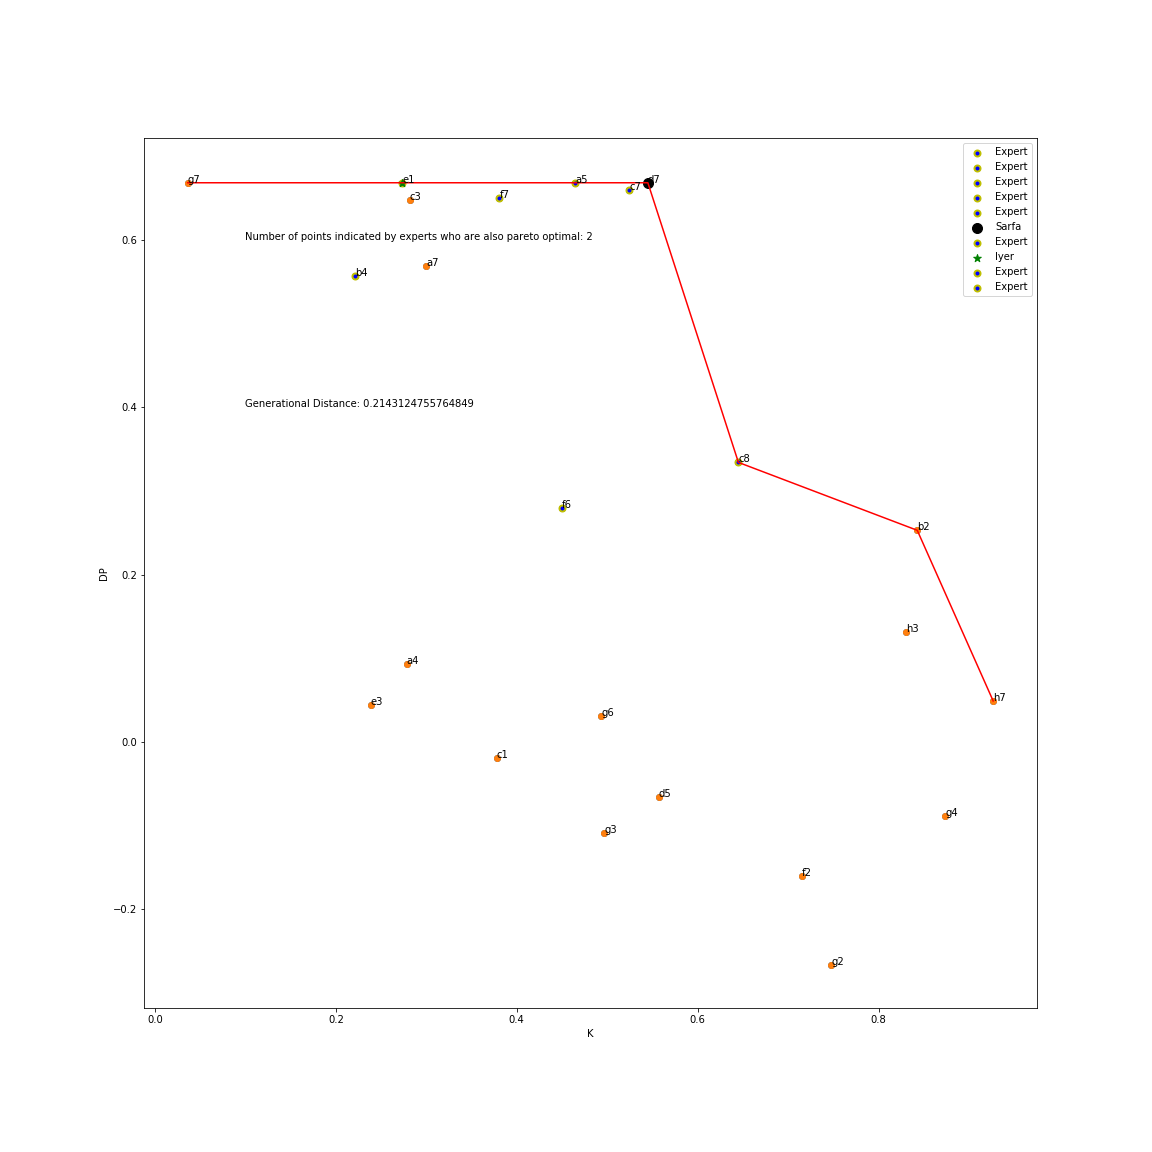 g7
e1
a5
d7
c7
c3
f7
Number of points indicated by experts who are also pareto optimal: 2
b4
a7
Generational Distance: 0.2143124755764849
c8
f6
b2
h3
a4
e3
g6
h7
c1
d5
g4
g3
f2
g2
Expert
Expert
Expert
Expert
Expert
Sarfa
Expert
Iyer
Expert
Expert
0.6
0.4
0.2
0.0
−0.2
DP
0.0
0.2
0.4
0.6
0.8
K